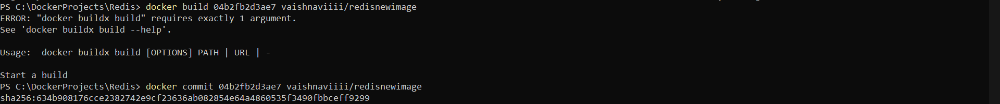 PS C:\DockerProjects\Redis> docker build 04b2fb2d3ae7 vaishnaviiii/redisnewimage
ERROR: "docker buildx build" requires exactly 1 argument.
See 'docker buildx build --help'.
Usage:  docker buildx build [OPTIONS] PATH | URL | -
Start a build
PS C:\DockerProjects\Redis> docker commit 04b2fb2d3ae7 vaishnaviiii/redisnewimage
sha256:634b908176cce2382742e9cf23636ab082854e64a4860535f3490fbbceff9299